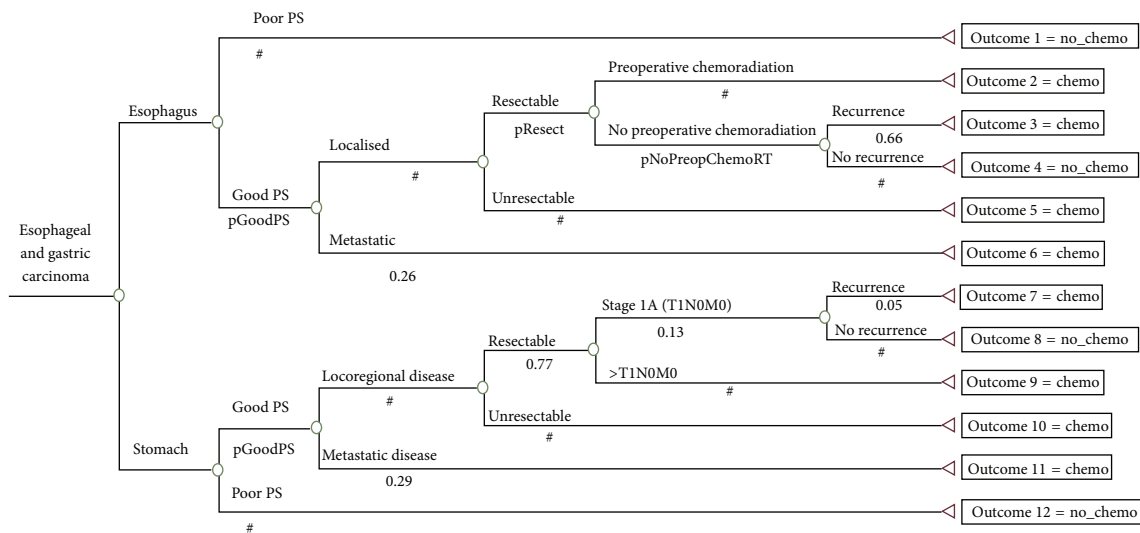 Poor PS
#
Outcome 1 = no_chemo
Preoperative chemoradiation
#
Outcome 2 = chemo
Esophagus
Resectable
pResect
No preoperative chemoradiation
pNoPreopChemoRT
Recurrence
0.66
Outcome 3 = chemo
Localised
#
No recurrence
#
Outcome 4 = no_chemo
Good PS
pGoodPS
Unresectable
#
Outcome 5 = chemo
Esophageal
and gastric
carcinoma
Metastatic
0.26
Outcome 6 = chemo
Stage 1A (T1N0M0)
0.13
Recurrence
0.05
Outcome 7 = chemo
Resectable
0.77
No recurrence
#
Outcome 8 = no_chemo
Locoregional disease
#
>T1N0M0
#
Outcome 9 = chemo
Good PS
pGoodPS
Unresectable
#
Outcome 10 = chemo
Stomach
Metastatic disease
0.29
Outcome 11 = chemo
Poor PS
#
Outcome 12 = no_chemo